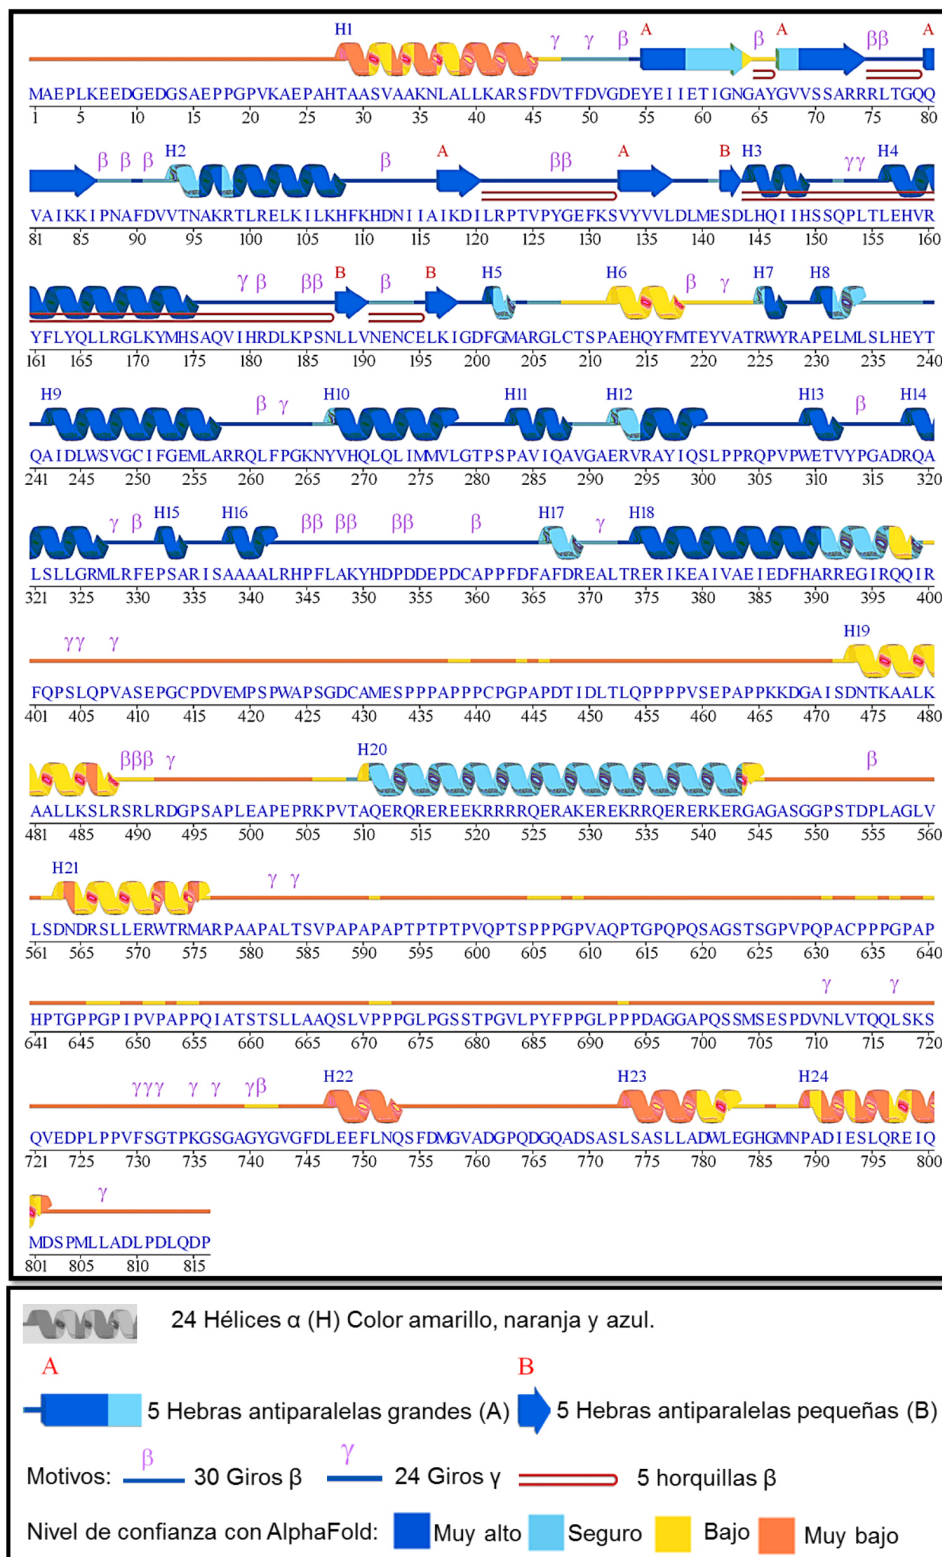 H1 γ γ β A β A ββ A
MAEPLKEEDGEDGSAEPPGPVKAEPAHTAASVAAKNLALLKARSFDVTFDVGDEYEIIETIGNGAYGVVSSARRRLTGQQ
1 5 10 15 20 25 30 35 40 45 50 55 60 65 70 75 80
β β β H2 β A ββ A B H3 γγ H4
VAIKKIPNAFDVVTNAKRTLRELKILKHFKHDNIIAIKDILRPTVPYGEFKSVYVVLDLMESDLHQIIHSSQPLTLEHVR
81 85 90 95 100 105 110 115 120 125 130 135 140 145 150 155 160
γ β ββ B β B H5 H6 β γ H7 H8
YFLYQLLRGLKYMHSAQVIHRDLKPSNLLVNENCELKIGDFGMARGLCTSPAEHQYFMTEYVATRWYRAPELMLSLHEYT
161 165 170 175 180 185 190 195 200 205 210 215 220 225 230 235 240
H9 β γ H10 H11 H12 H13 β H14
QAIDLWSVGCIFGEMLARRQLFPGKNYVHQLQLIMMVLGTPSPAVIQAVGAERVRAYIQSLPPRQPVPWETVYPGADRQA
241 245 250 255 260 265 270 275 280 285 290 295 300 305 310 315 320
γ β H15 H16 ββ ββ ββ β H17 γ H18
LSLLGRMLRFEPSARISAAAALRHPFLAKYHDPDDEPDCAPPFDFAFDREALTRERIKEAIVAEIEDFHARREGIRQQIR
321 325 330 335 340 345 350 355 360 365 370 375 380 385 390 395 400
γγ γ H19
FQPSLQPVASEPGCPDVEMPSPWAPSGDCAMESPPPAPPPCPGPAPDTIDLTLQPPPPVSEPAPPKKDGAISDNTKAALK
401 405 410 415 420 425 430 435 440 445 450 455 460 465 470 475 480
βββ γ H20 β
AALLKSLRSRLRDGPSAPLEAPEPRKPVTAQERQREREEKRRRRQERAKEREKRRQERERKERGAGASGGPSTDPLAGLV
481 485 490 495 500 505 510 515 520 525 530 535 540 545 550 555 560
H21 γ γ
LSDNDRSLLERWTRMARPAAPALTSVPAPAPAPTPTPTPVQPTSPPPGPVAQPTGPQPQSAGSTSGPVPQPACPPPGPAP
561 565 570 575 580 585 590 595 600 605 610 615 620 625 630 635 640
γ γ
HPTGPPGPIPVPAPPQIATSTSLLAAQSLVPPPGLPGSSTPGVLPYFPPGLPPPDAGGAPQSSMSESPDVNLVTQQLSKS
641 645 650 655 660 665 670 675 680 685 690 695 700 705 710 715 720
γγγ γ γ γβ H22 H23 H24
QVEDPLPPVFSGTPKGSGAGYGVGFDLEEFLNQSFDMGVADGPQDGQADSASLSASLLADWLEGHGMNPADIESLQREIQ
721 725 730 735 740 745 750 755 760 765 770 775 780 785 790 795 800
γ
MDSPMLLADLPDLQDP
801 805 810 815
24 Hélices α (H) Color amarillo, naranja y azul.
A B
5 Hebras antiparalelas grandes (A) 5 Hebras antiparalelas pequeñas (B)
β γ
Motivos: 30 Giros β 24 Giros γ 5 horquillas β
Nivel de confianza con AlphaFold: Muy alto Seguro Bajo Muy bajo